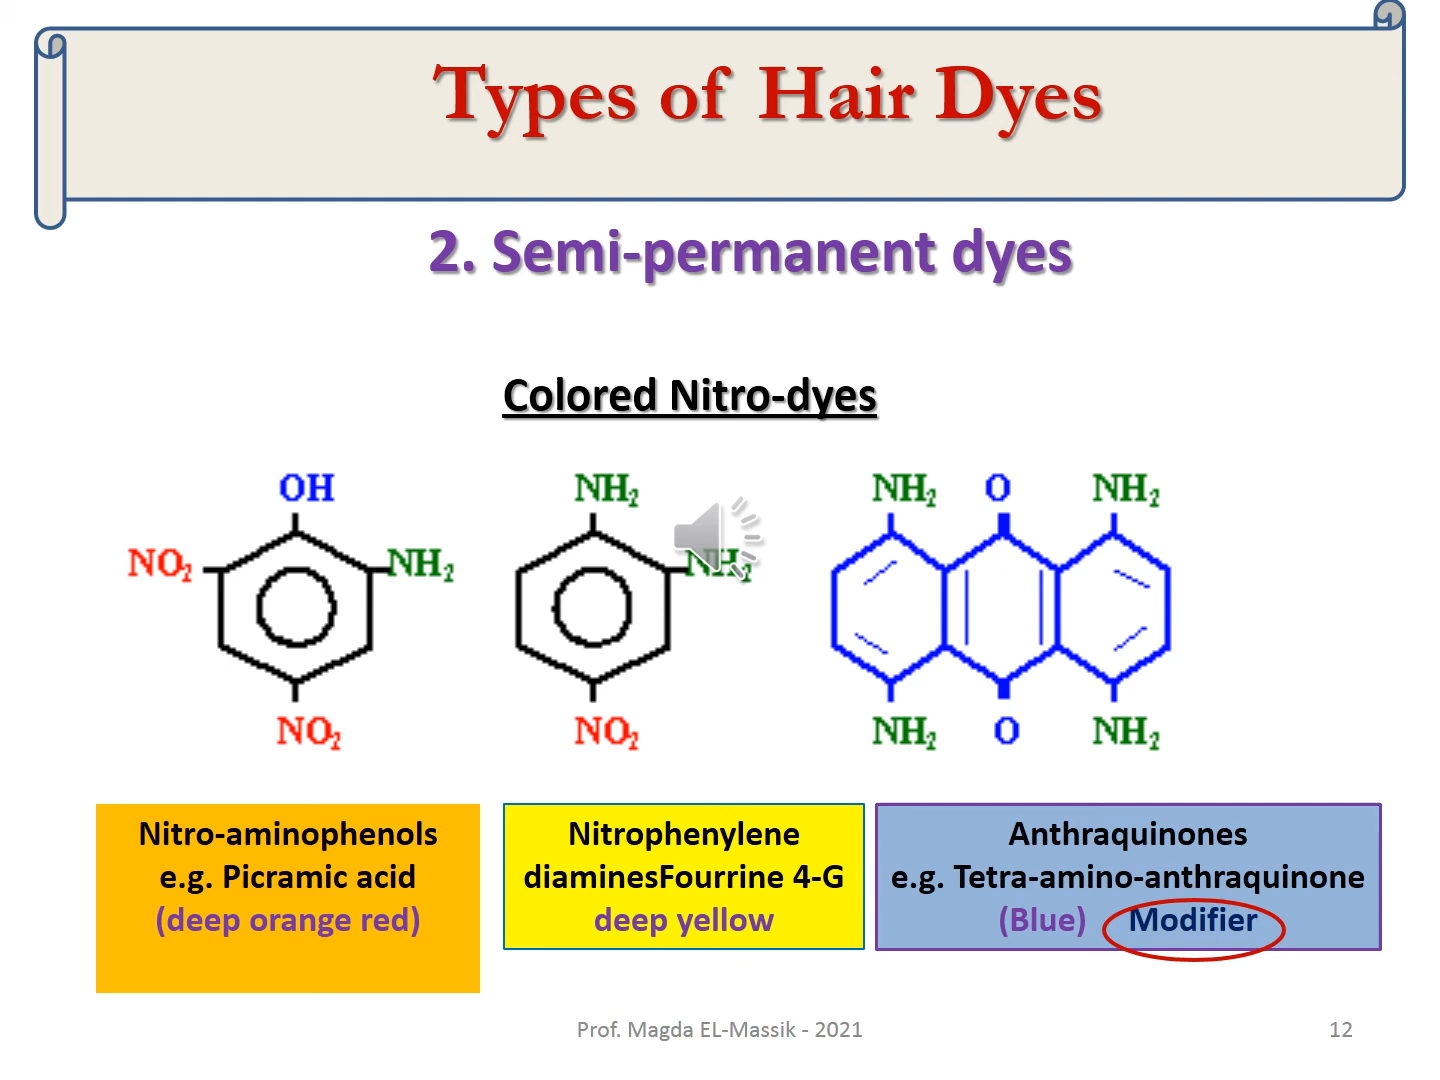 Types of Hair Dyes
2. Semi-permanent dyes
Colored Nitro-dyes
OH
NO₂
NH₂
NO₂
NH₂
NH₂
NO₂
NH₂ O NH₂
NH₂ O NH₂
Nitro-aminophenols
e.g. Picramic acid
(deep orange red)
Nitrophenylene
diaminesFourrine 4-G
deep yellow
Anthraquinones
e.g. Tetra-amino-anthraquinone
(Blue) Modifier
Prof. Magda EL-Massik - 2021
12